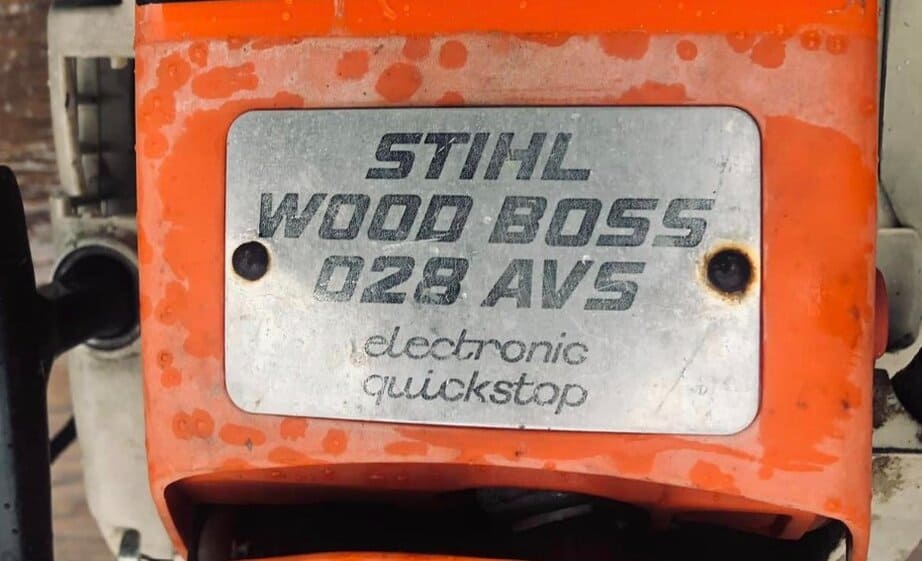 STIHL
WOOD BOSS
028 AVS
electronic
quickstop